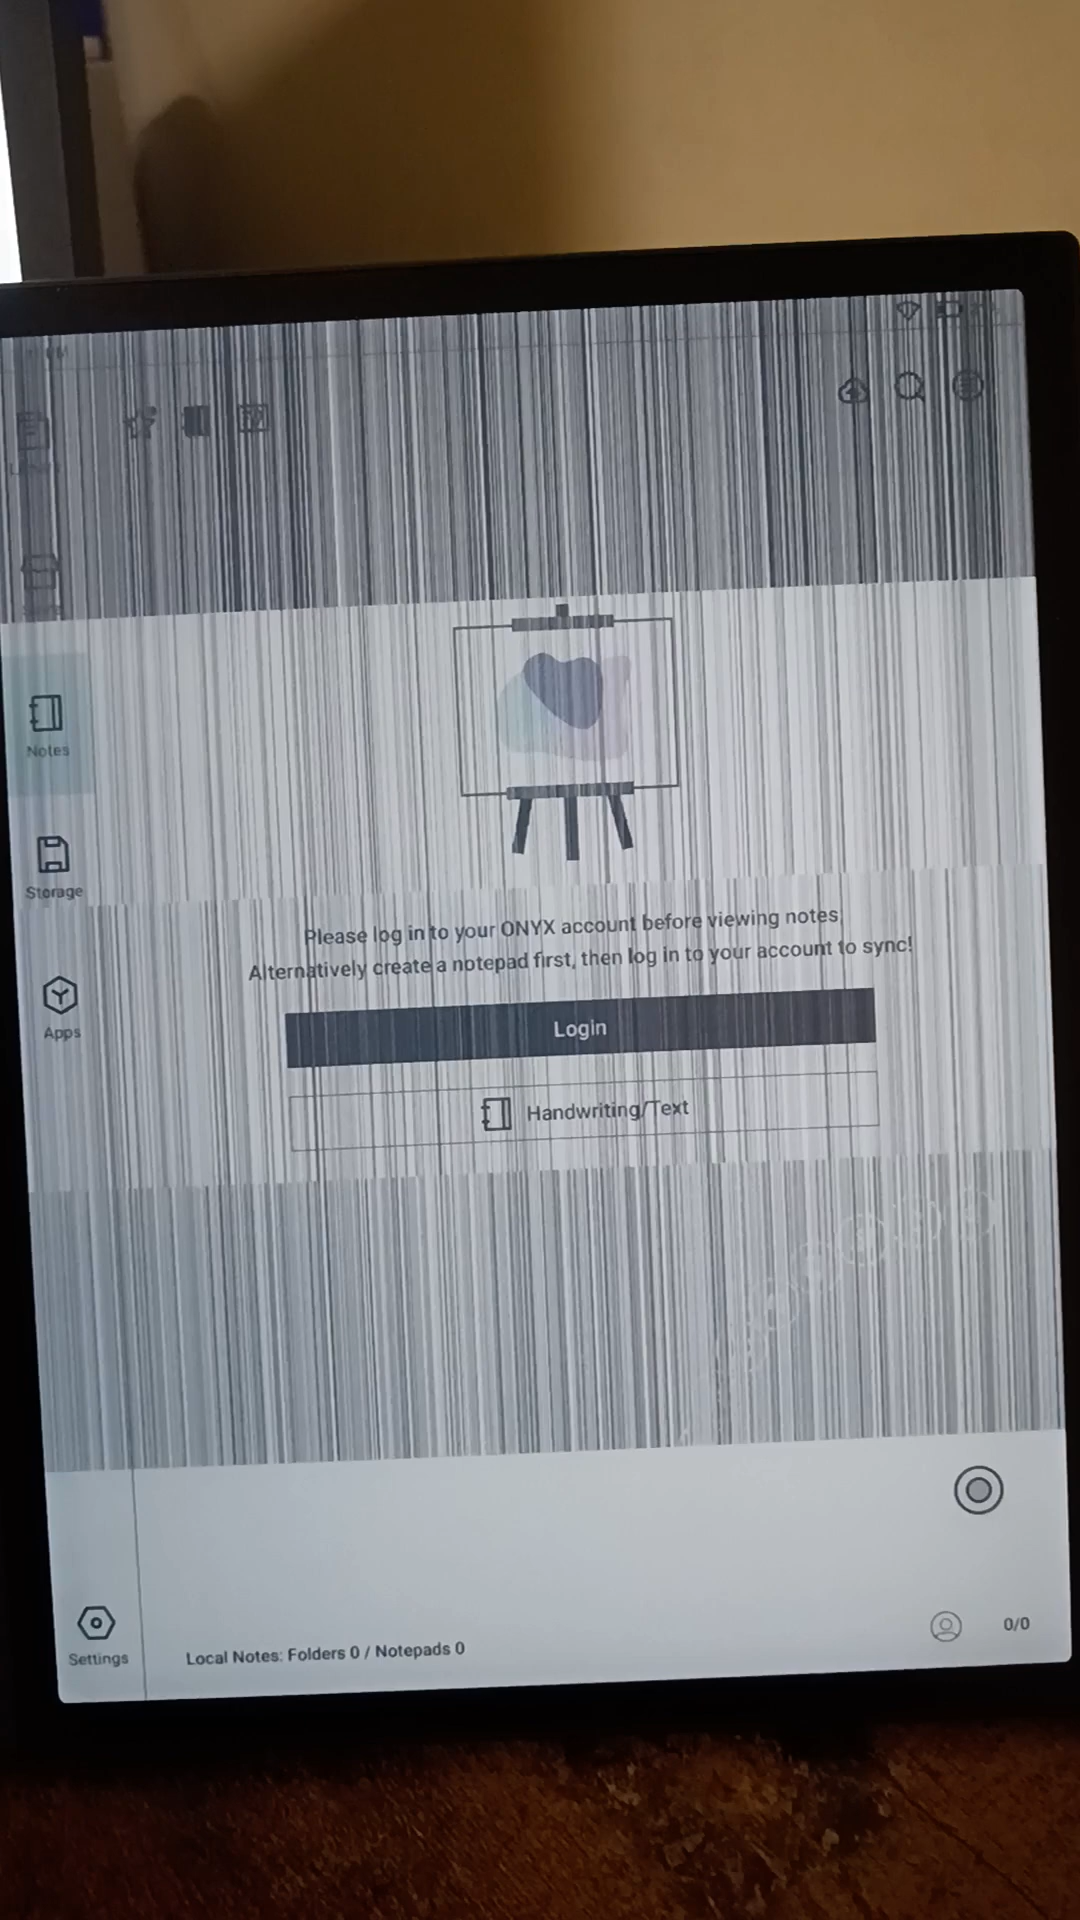 Notes
Storage
Apps
Please log in to your ONYX account before viewing notes
Alternatively create a notepad first, then log in to your account to sync!
Login
Handwriting/Text
Settings
Local Notes: Folders 0 / Notepads 0
0/0